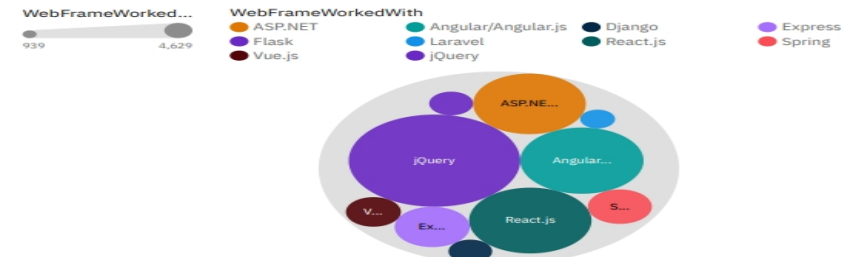 WebFrameWorked...
939 4,629
WebFrameWorkedWith
ASP.NET Angular/Angular.js Django Express
Flask Laravel React.js Spring
Vue.js jQuery
ASP.NE...
jQuery Angular...
V... S...
Ex... React.js